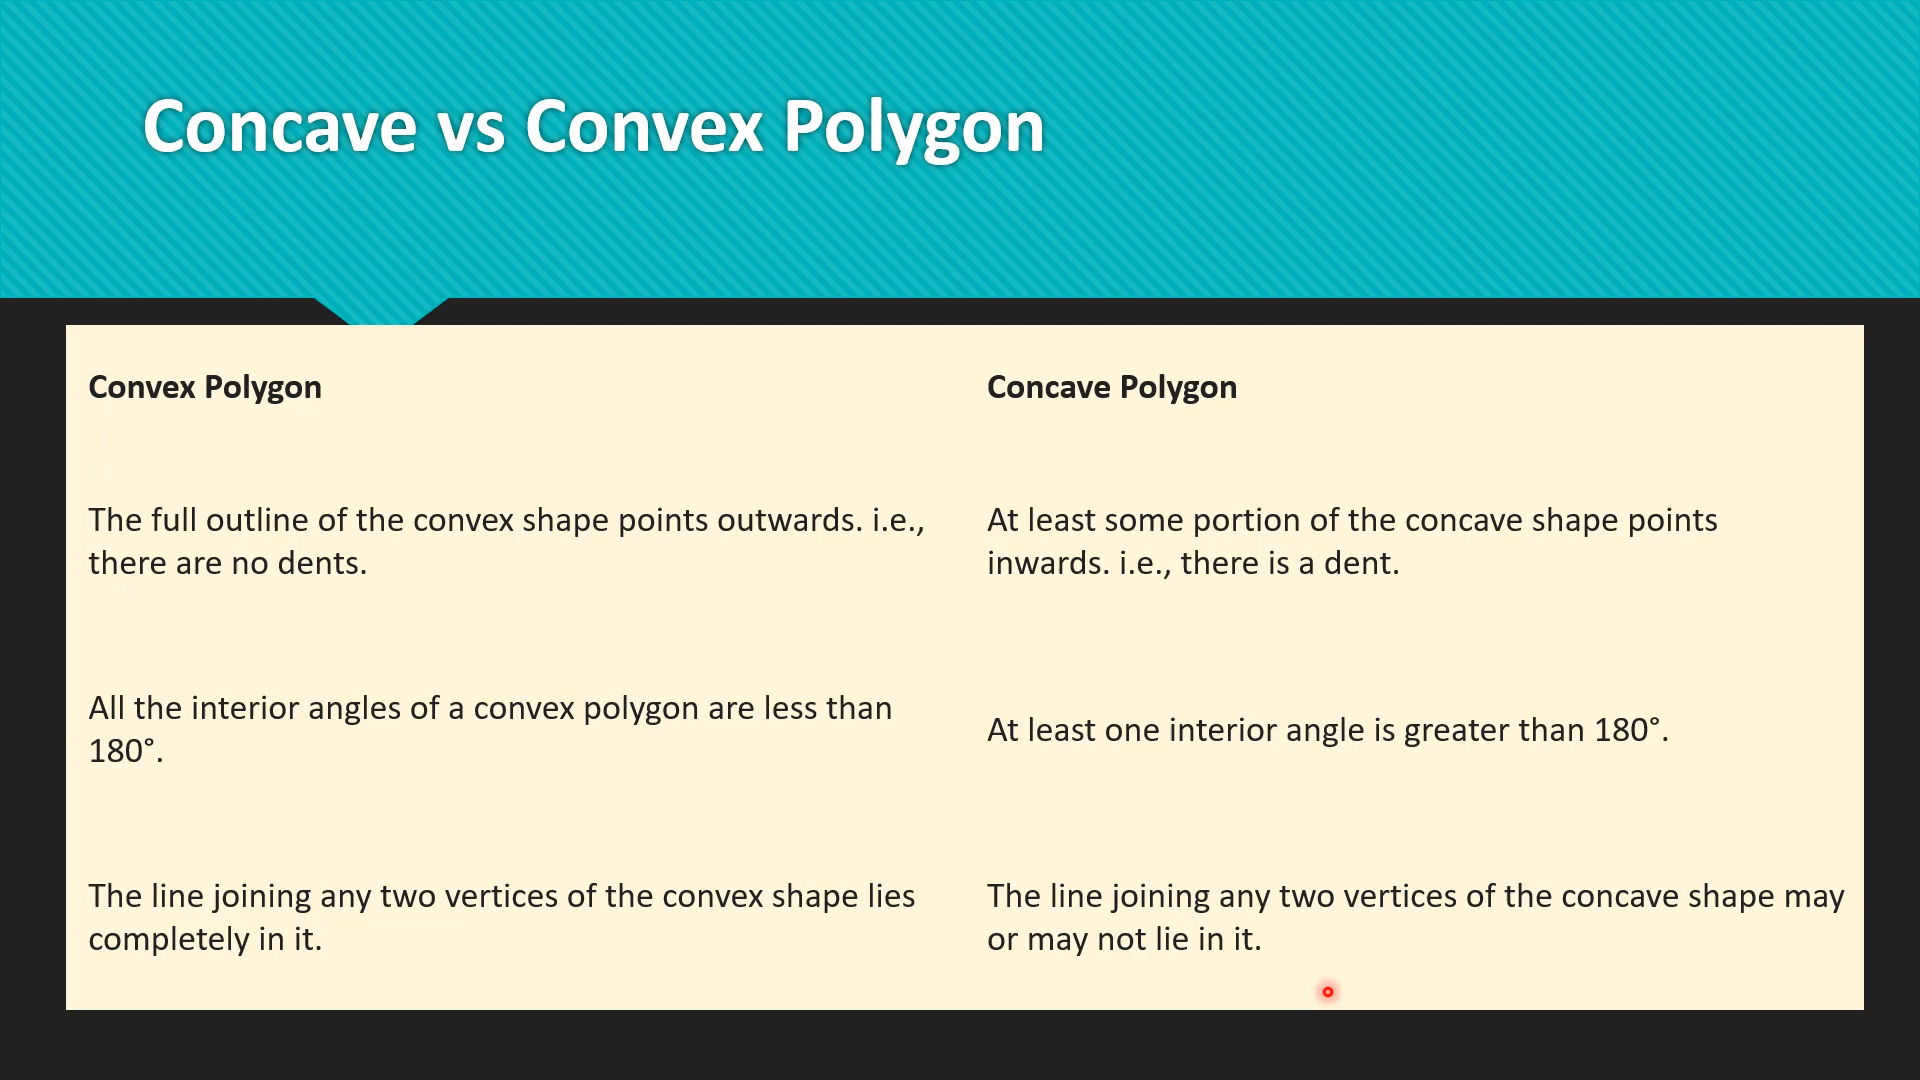 Concave vs Convex Polygon
Convex Polygon
Concave Polygon
The full outline of the convex shape points outwards. i.e.,
there are no dents.
At least some portion of the concave shape points
inwards. i.e., there is a dent.
All the interior angles of a convex polygon are less than
180°.
At least one interior angle is greater than 180°.
The line joining any two vertices of the convex shape lies
completely in it.
The line joining any two vertices of the concave shape may
or may not lie in it.